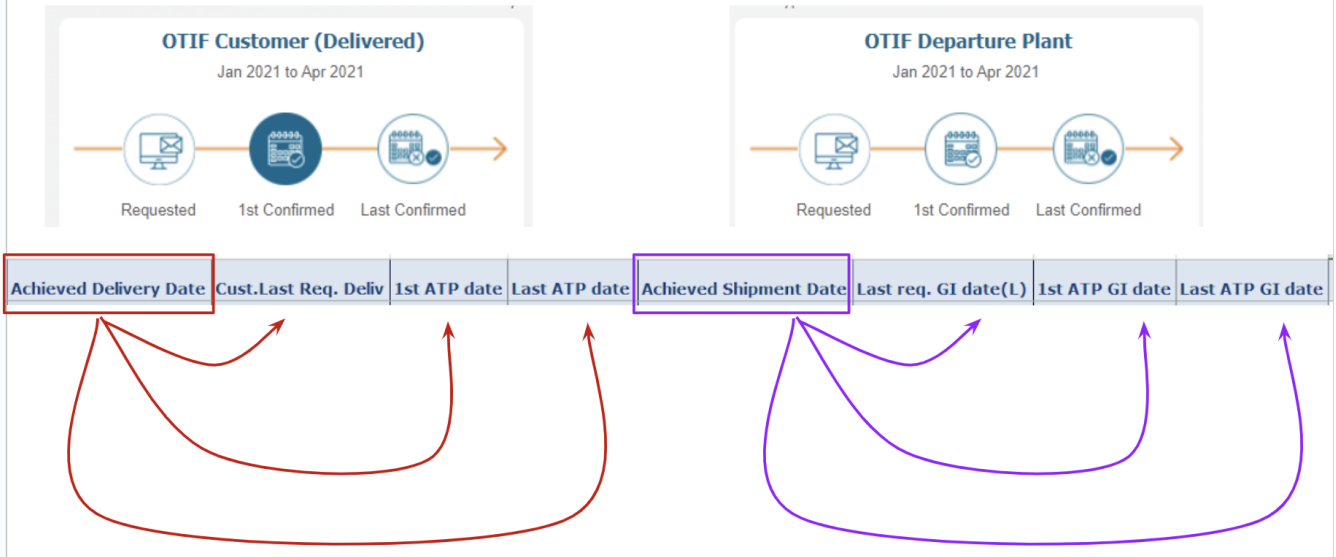 OTIF Customer (Delivered)
Jan 2021 to Apr 2021
Requested 1st Confirmed Last Confirmed
OTIF Departure Plant
Jan 2021 to Apr 2021
Requested 1st Confirmed Last Confirmed
Achieved Delivery Date Cust.Last Req. Deliv 1st ATP date Last ATP date Achieved Shipment Date Last req. GI date(L) 1st ATP GI date Last ATP GI date